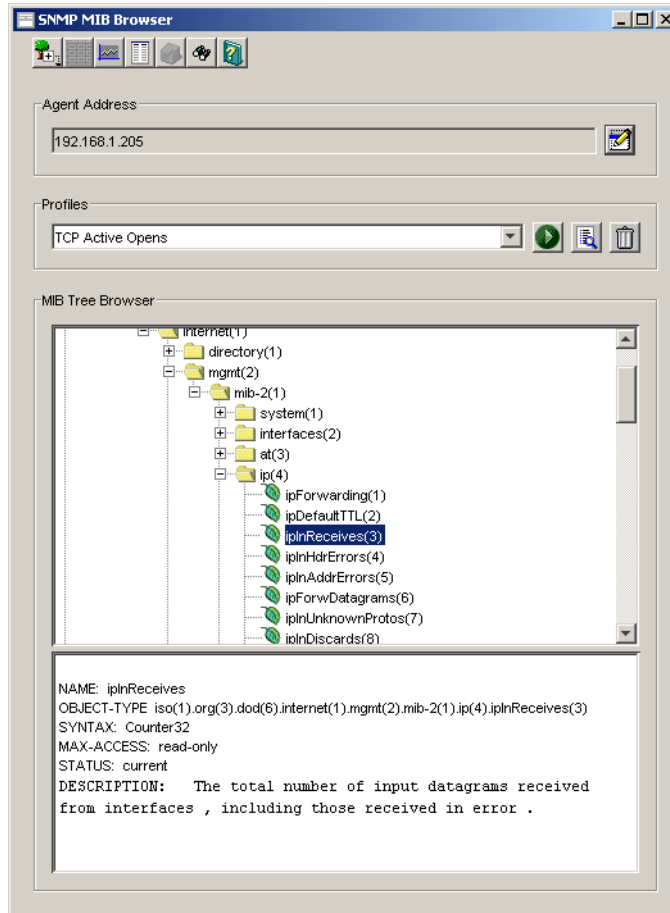 SNMP MIB Browser
Agent Address
192.168.1.205
Profiles
TCP Active Opens
MIB Tree Browser
internet(1)
directory(1)
mgmt(2)
mib-2(1)
system(1)
interfaces(2)
at(3)
ip(4)
ipForwarding(1)
ipDefaultTTL(2)
ipInReceives(3)
ipInHdrErrors(4)
ipInAddrErrors(5)
ipForwDatagrams(6)
ipInUnknownProtos(7)
ipInDiscards(8)
NAME: ipInReceives
OBJECT-TYPE iso(1).org(3).dod(6).internet(1).mgmt(2).mib-2(1).ip(4).ipInReceives(3)
SYNTAX: Counter32
MAX-ACCESS: read-only
STATUS: current
DESCRIPTION: The total number of input datagrams received
from interfaces , including those received in error .